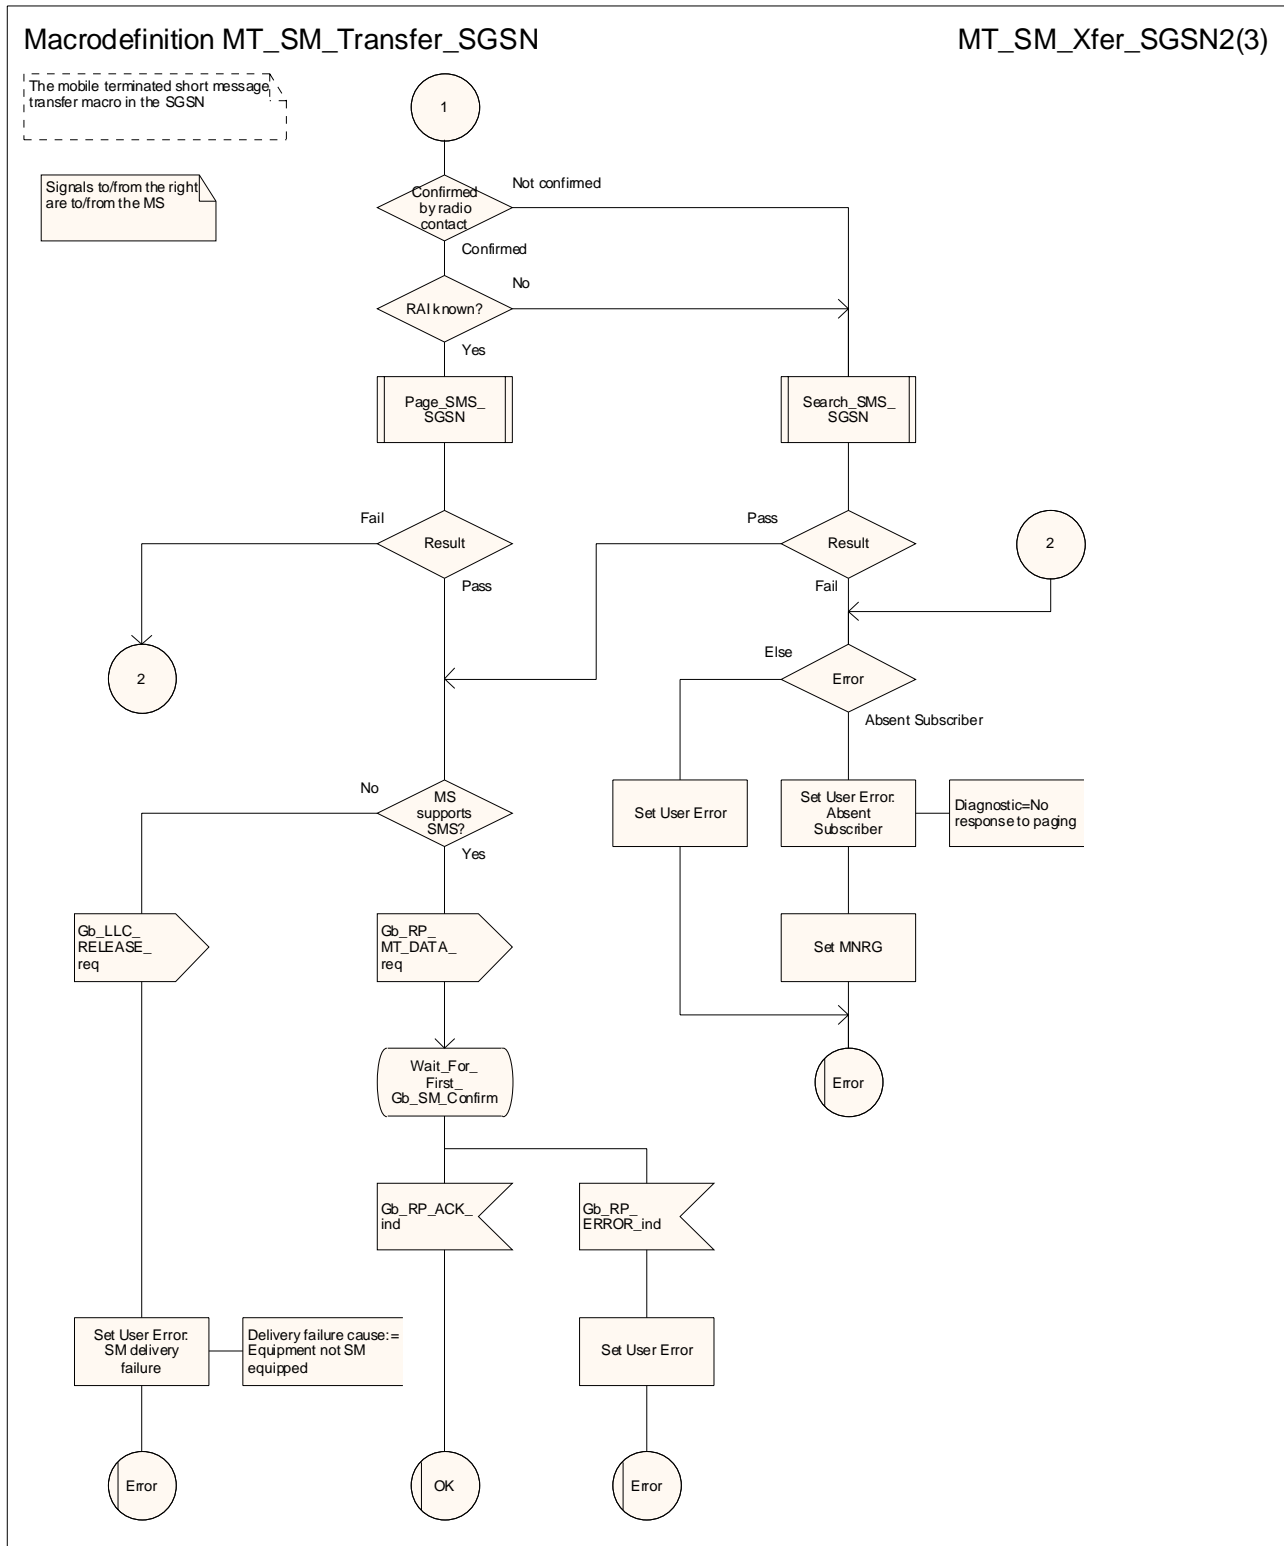 Macrodefinition MT_SM_Transfer_SGSN
MT_SM_Xfer_SGSN2(3)
The mobile terminated short message
transfer macro in the SGSN
1
Signals to/from the right
are to/from the MS
Confirmed
by radio
contact
Not confirmed
Confirmed
RAI known?
No
Yes
Page_SMS_
SGSN
Search_SMS_
SGSN
Fail
Result
Pass
Pass
Result
Fail
2
2
Else
Error
Absent Subscriber
No
MS
supports
SMS?
Yes
Set User Error
Set User Error:
Absent
Subscriber
Diagnostic=No
response to paging
Gb_LLC_
RELEASE_
req
Gb_RP_
MT_DATA_
req
Set MNRG
Wait_For_
First_
Gb_SM_Confirm
Error
Gb_RP_ACK_
ind
Gb_RP_
ERROR_ind
Set User Error:
SM delivery
failure
Delivery failure cause:=
Equipment not SM
equipped
Set User Error
Error
OK
Error